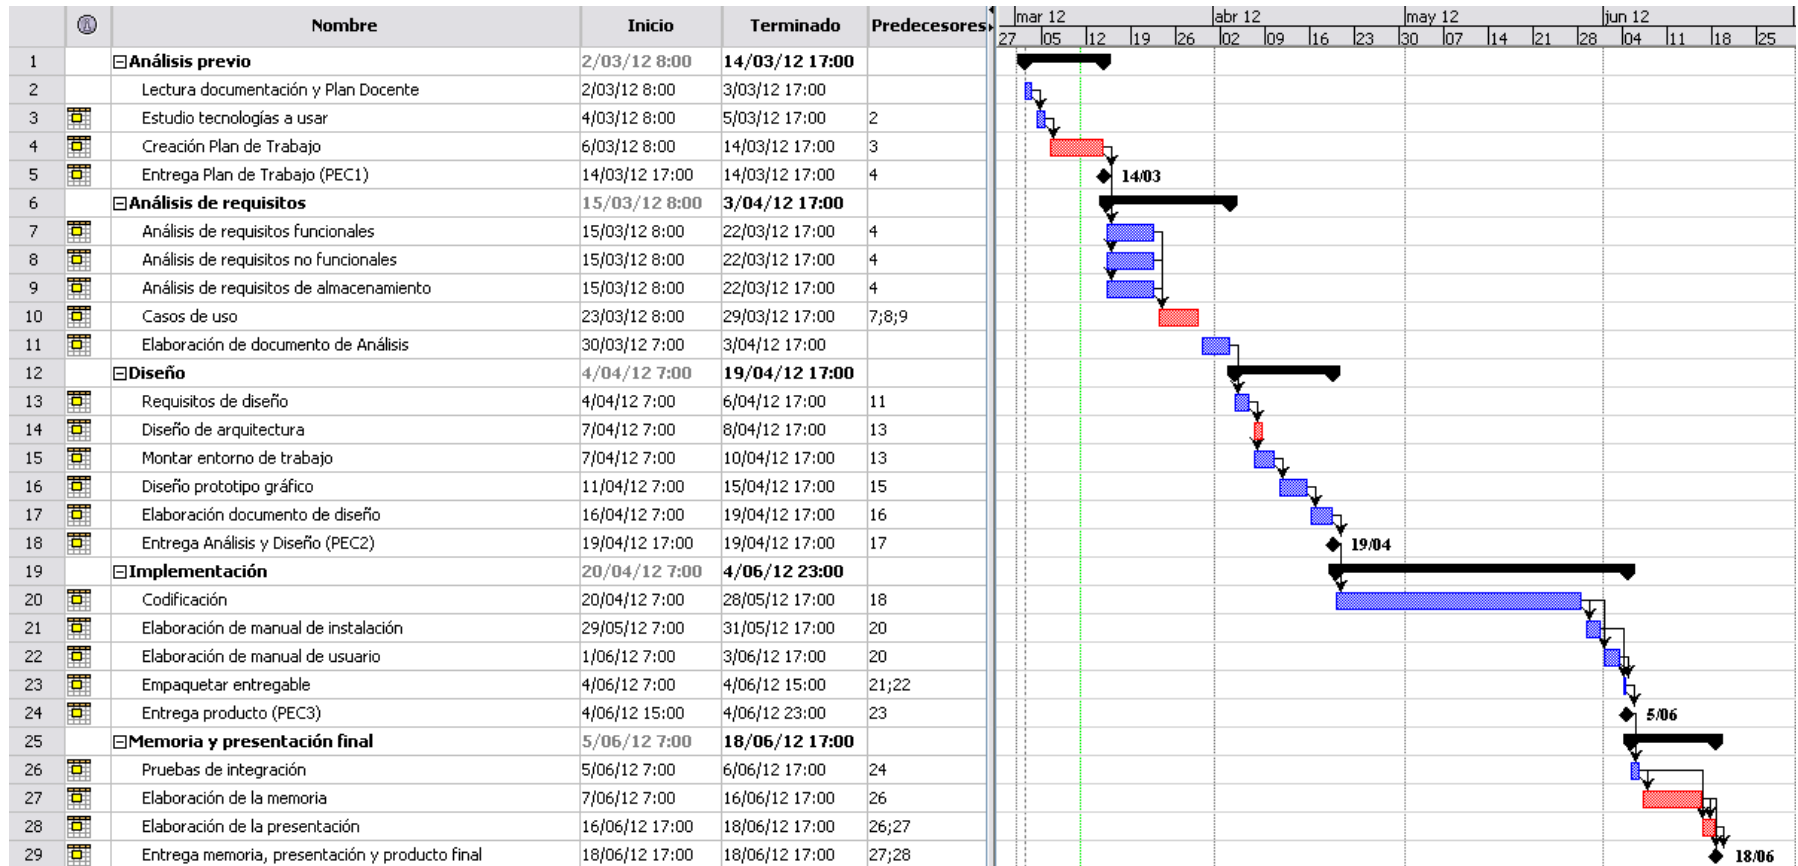 Nombre Inicio Terminado Predecesores mar 12 abr 12 may 12 jun 12
27 05 12 19 26 02 09 16 23 30 07 14 21 28 04 11 18 25
1 Análisis previo 2/03/12 8:00 14/03/12 17:00
2 Lectura documentación y Plan Docente 2/03/12 8:00 3/03/12 17:00
3 Estudio tecnologías a usar 4/03/12 8:00 5/03/12 17:00 2
4 Creación Plan de Trabajo 6/03/12 8:00 14/03/12 17:00 3
5 Entrega Plan de Trabajo (PEC1) 14/03/12 17:00 14/03/12 17:00 4 14/03
6 Análisis de requisitos 15/03/12 8:00 3/04/12 17:00
7 Análisis de requisitos funcionales 15/03/12 8:00 22/03/12 17:00 4
8 Análisis de requisitos no funcionales 15/03/12 8:00 22/03/12 17:00 4
9 Análisis de requisitos de almacenamiento 15/03/12 8:00 22/03/12 17:00 4
10 Casos de uso 23/03/12 8:00 29/03/12 17:00 7;8;9
11 Elaboración de documento de Análisis 30/03/12 7:00 3/04/12 17:00
12 Diseño 4/04/12 7:00 19/04/12 17:00
13 Requisitos de diseño 4/04/12 7:00 6/04/12 17:00 11
14 Diseño de arquitectura 7/04/12 7:00 8/04/12 17:00 13
15 Montar entorno de trabajo 7/04/12 7:00 10/04/12 17:00 13
16 Diseño prototipo gráfico 11/04/12 7:00 15/04/12 17:00 15
17 Elaboración documento de diseño 16/04/12 7:00 19/04/12 17:00 16
18 Entrega Análisis y Diseño (PEC2) 19/04/12 17:00 19/04/12 17:00 17 19/04
19 Implementación 20/04/12 7:00 4/06/12 23:00
20 Codificación 20/04/12 7:00 28/05/12 17:00 18
21 Elaboración de manual de instalación 29/05/12 7:00 31/05/12 17:00 20
22 Elaboración de manual de usuario 1/06/12 7:00 3/06/12 17:00 20
23 Empaquetar entregable 4/06/12 7:00 4/06/12 15:00 21;22
24 Entrega producto (PEC3) 4/06/12 15:00 4/06/12 23:00 23 5/06
25 Memoria y presentación final 5/06/12 7:00 18/06/12 17:00
26 Pruebas de integración 5/06/12 7:00 6/06/12 17:00 24
27 Elaboración de la memoria 7/06/12 7:00 16/06/12 17:00 26
28 Elaboración de la presentación 16/06/12 17:00 18/06/12 17:00 26;27
29 Entrega memoria, presentación y producto final 18/06/12 17:00 18/06/12 17:00 27;28 18/06